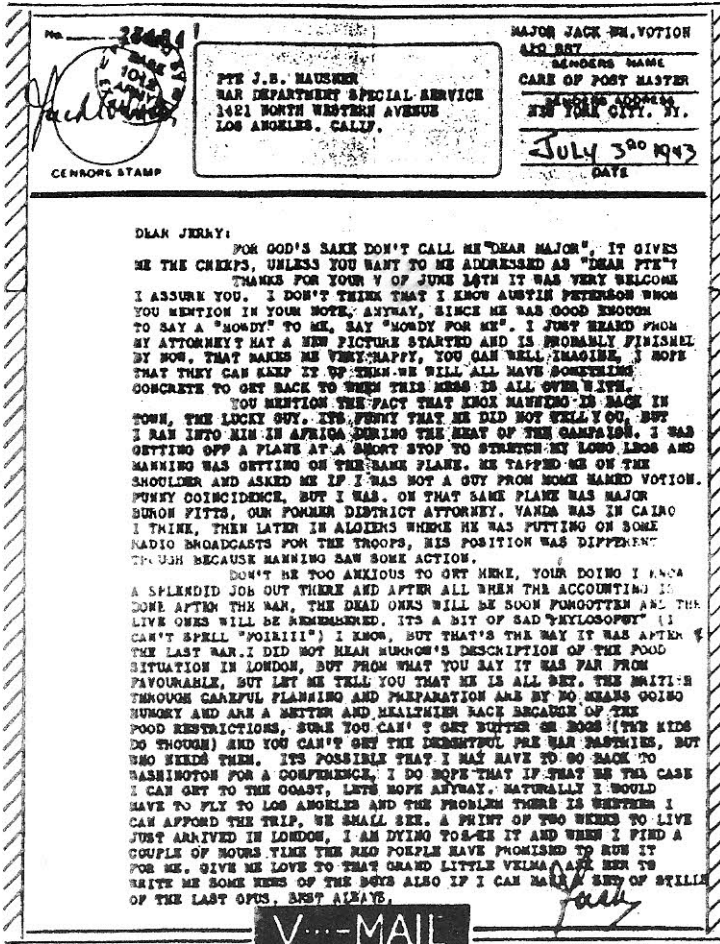 No.
MAJOR JACK WM. VOTION
APO 887
SENDERS NAME
CARE OF POST MASTER
SENDERS ADDRESS
NEW YORK CITY. NY.
JULY 3RD 1943
DATE
PTE J.E. MAUSNER
WAR DEPARTMENT SPECIAL SERVICE
1421 NORTH WESTERN AVENUE
LOS ANGELES. CALIF.
BASE
1012
ARMY
CENSORS STAMP
DEAR JERRY:
FOR GOD'S SAKE DON'T CALL ME "DEAR MAJOR", IT GIVES
ME THE CREEPS, UNLESS YOU WANT TO BE ADDRESSED AS "DEAR PTE"?
THANKS FOR YOUR V OF JUNE 18TH IT WAS VERY WELCOME
I ASSURE YOU. I DON'T THINK THAT I KNOW AUSTIN PETERSON WHOM
YOU MENTION IN YOUR NOTE, ANYWAY, SINCE HE WAS GOOD ENOUGH
TO SAY A "HOWDY" TO ME, SAY "HOWDY FOR ME". I JUST HEARD FROM
MY ATTORNEYT HAT A NEW PICTURE STARTED AND IS PROBABLY FINISHED
BY NOW, THAT MAKES ME VERY HAPPY, YOU CAN WELL IMAGINE, I HOPE
THAT THEY CAN KEEP IT UP THEN WE WILL ALL HAVE SOMETHING
CONCRETE TO GET BACK TO WHEN THIS MESS IS ALL OVER WITH.
YOU MENTION THE FACT THAT KNOX MANNING IS BACK IN
TOWN, THE LUCKY GUY. ITS FUNNY THAT HE DID NOT TELL YOU, BUT
I RAN INTO HIM IN AFRICA DURING THE HEAT OF THE CAMPAIGN. I WAS
GETTING OFF A PLANE AT A SHORT STOP TO STRETCH MY LONG LEGS AND
MANNING WAS GETTING ON THE SAME PLANE. HE TAPPED ME ON THE
SHOULDER AND ASKED ME IF I WAS NOT A GUY FROM HOME NAMED VOTION.
FUNNY COINCIDENCE, BUT I WAS. ON THAT SAME PLANE WAS MAJOR
BURON FITTS, OUR FORMER DISTRICT ATTORNEY. VANDA WAS IN CAIRO
I THINK, THEN LATER IN ALGIERS WHERE HE WAS PUTTING ON SOME
RADIO BROADCASTS FOR THE TROOPS, HIS POSITION WAS DIFFERENT
THOUGH BECAUSE MANNING SAW SOME ACTION.
DON'T BE TOO ANXIOUS TO GET HERE, YOUR DOING I KNOW
A SPLENDID JOB OUT THERE AND AFTER ALL WHEN THE ACCOUNTING IS
DONE AFTER THE WAR, THE DEAD ONES WILL BE SOON FORGOTTEN AND THE
LIVE ONES WILL BE REMEMBERED. ITS A BIT OF SAD "PHYLOSOPHY" (I
CAN'T SPELL ) I KNOW, BUT THAT'S THE WAY IT WAS AFTER
THE LAST WAR. I DID NOT HEAR MURROW'S DESCRIPTION OF THE FOOD
SITUATION IN LONDON, BUT FROM WHAT YOU SAY IT WAS FAR FROM
FAVOURABLE, BUT LET ME TELL YOU THAT HE IS ALL WET. THE BRITISH
THROUGH CAREFUL PLANNING AND PREPARATION ARE BY NO MEANS GOING
HUNGRY AND ARE A BETTER AND HEALTHIER RACE BECAUSE OF THE
FOOD RESTRICTIONS, SURE YOU CAN'T GET BUTTER OR EGGS (THE KIDS
DO THOUGH) AND YOU CAN'T GET THE PRE WAR PASTRIES, BUT
WHO NEEDS THEM. ITS POSSIBLE THAT I MAY HAVE TO GO BACK TO
WASHINGTON FOR A CONFERENCE, I DO HOPE THAT IF THAT BE THE CASE
I CAN GET TO THE COAST, LETS HOPE ANYWAY. NATURALLY I WOULD
HAVE TO FLY TO LOS ANGELES AND THE PROBLEM THERE IS WHETHER I
CAN AFFORD THE TRIP, WE SHALL SEE. A PRINT OF TWO WEEKS TO LIVE
JUST ARRIVED IN LONDON, I AM DYING TO SEE IT AND WHEN I FIND A
COUPLE OF HOURS TIME THE RKO PEOPLE HAVE PROMISED TO RUN IT
FOR ME. GIVE ME LOVE TO THAT GRAND LITTLE VELMA, ASK HER TO
WRITE ME SOME NEWS OF THE BOYS ALSO IF I CAN HAVE A SET OF STILLS
OF THE LAST OPUS, BEST ALWAYS,
Jack
V···-MAIL